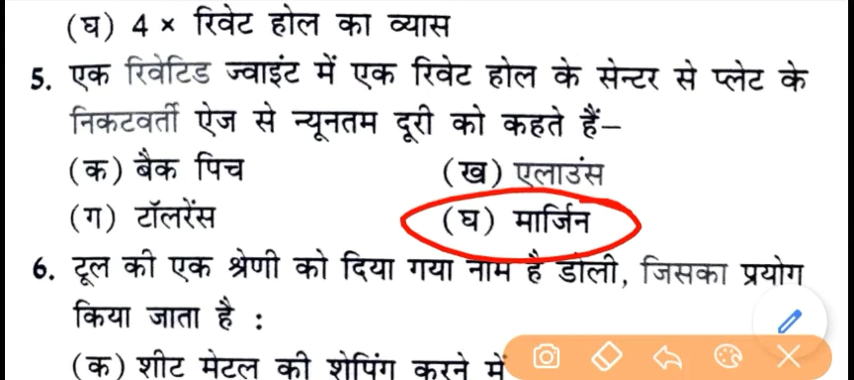 (घ) 4 × रिवेट होल का व्यास
5. एक रिवेटिड ज्वाइंट में एक रिवेट होल के सेन्टर से प्लेट के
निकटवर्ती ऐज से न्यूनतम दूरी को कहते हैं–
(क) बैक पिच (ख) एलाउंस
(ग) टॉलरेंस (घ) मार्जिन
6. टूल की एक श्रेणी को दिया गया नाम है डोली, जिसका प्रयोग
किया जाता है :
(क) शीट मेटल की शेपिंग करने में